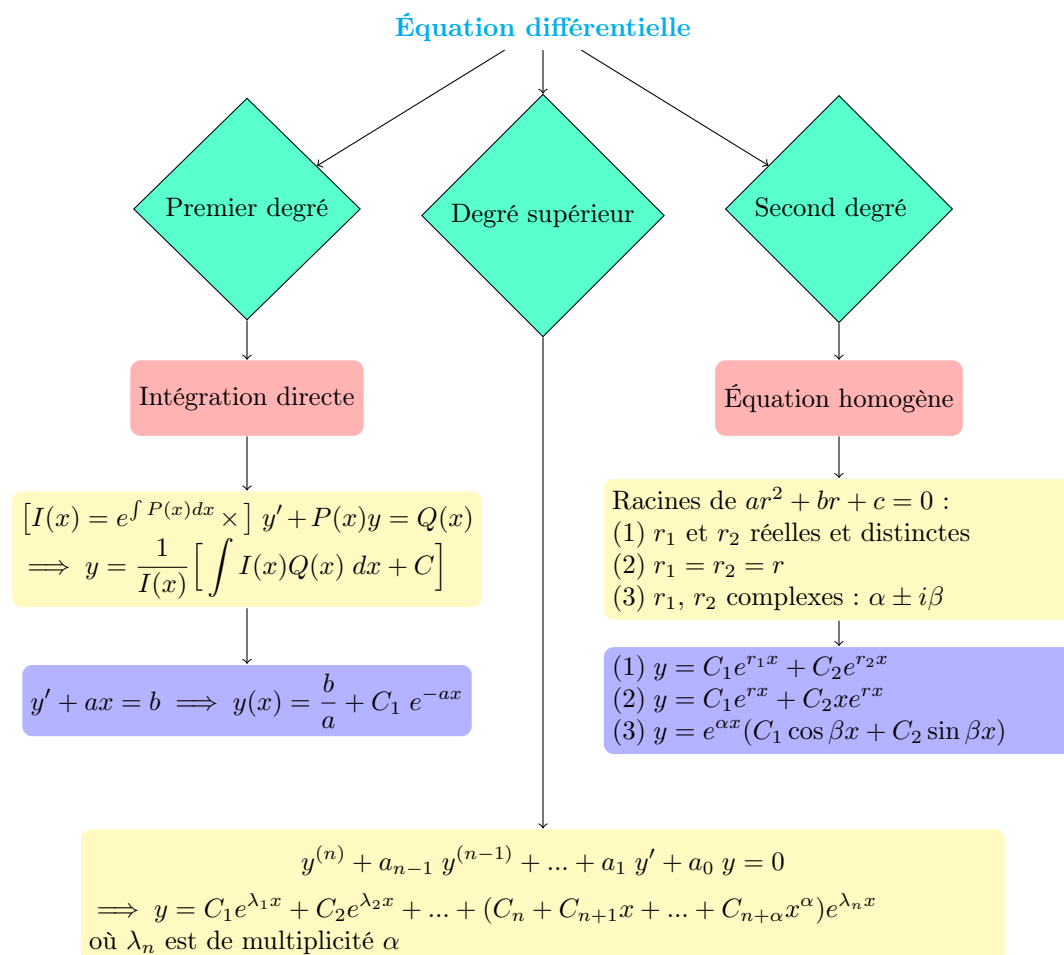 Équation différentielle
Premier degré
Degré supérieur
Second degré
Intégration directe
Équation homogène
[I(x) = e^{∫ P(x)dx} ×] y′ + P(x)y = Q(x)
⟹ y = \frac{1}{I(x)} [∫ I(x)Q(x) dx + C]
Racines de ar² + br + c = 0 :
(1) r₁ et r₂ réelles et distinctes
(2) r₁ = r₂ = r
(3) r₁, r₂ complexes : α ± iβ
y′ + ax = b ⟹ y(x) = \frac{b}{a} + C₁ e^{−ax}
(1) y = C₁e^{r₁x} + C₂e^{r₂x}
(2) y = C₁e^{rx} + C₂xe^{rx}
(3) y = e^{αx}(C₁ cos βx + C₂ sin βx)
y^{(n)} + a_{n−1} y^{(n−1)} + ... + a₁ y′ + a₀ y = 0
⟹ y = C₁e^{λ₁x} + C₂e^{λ₂x} + ... + (C_n + C_{n+1}x + ... + C_{n+α}x^α)e^{λ_n x}
où λ_n est de multiplicité α